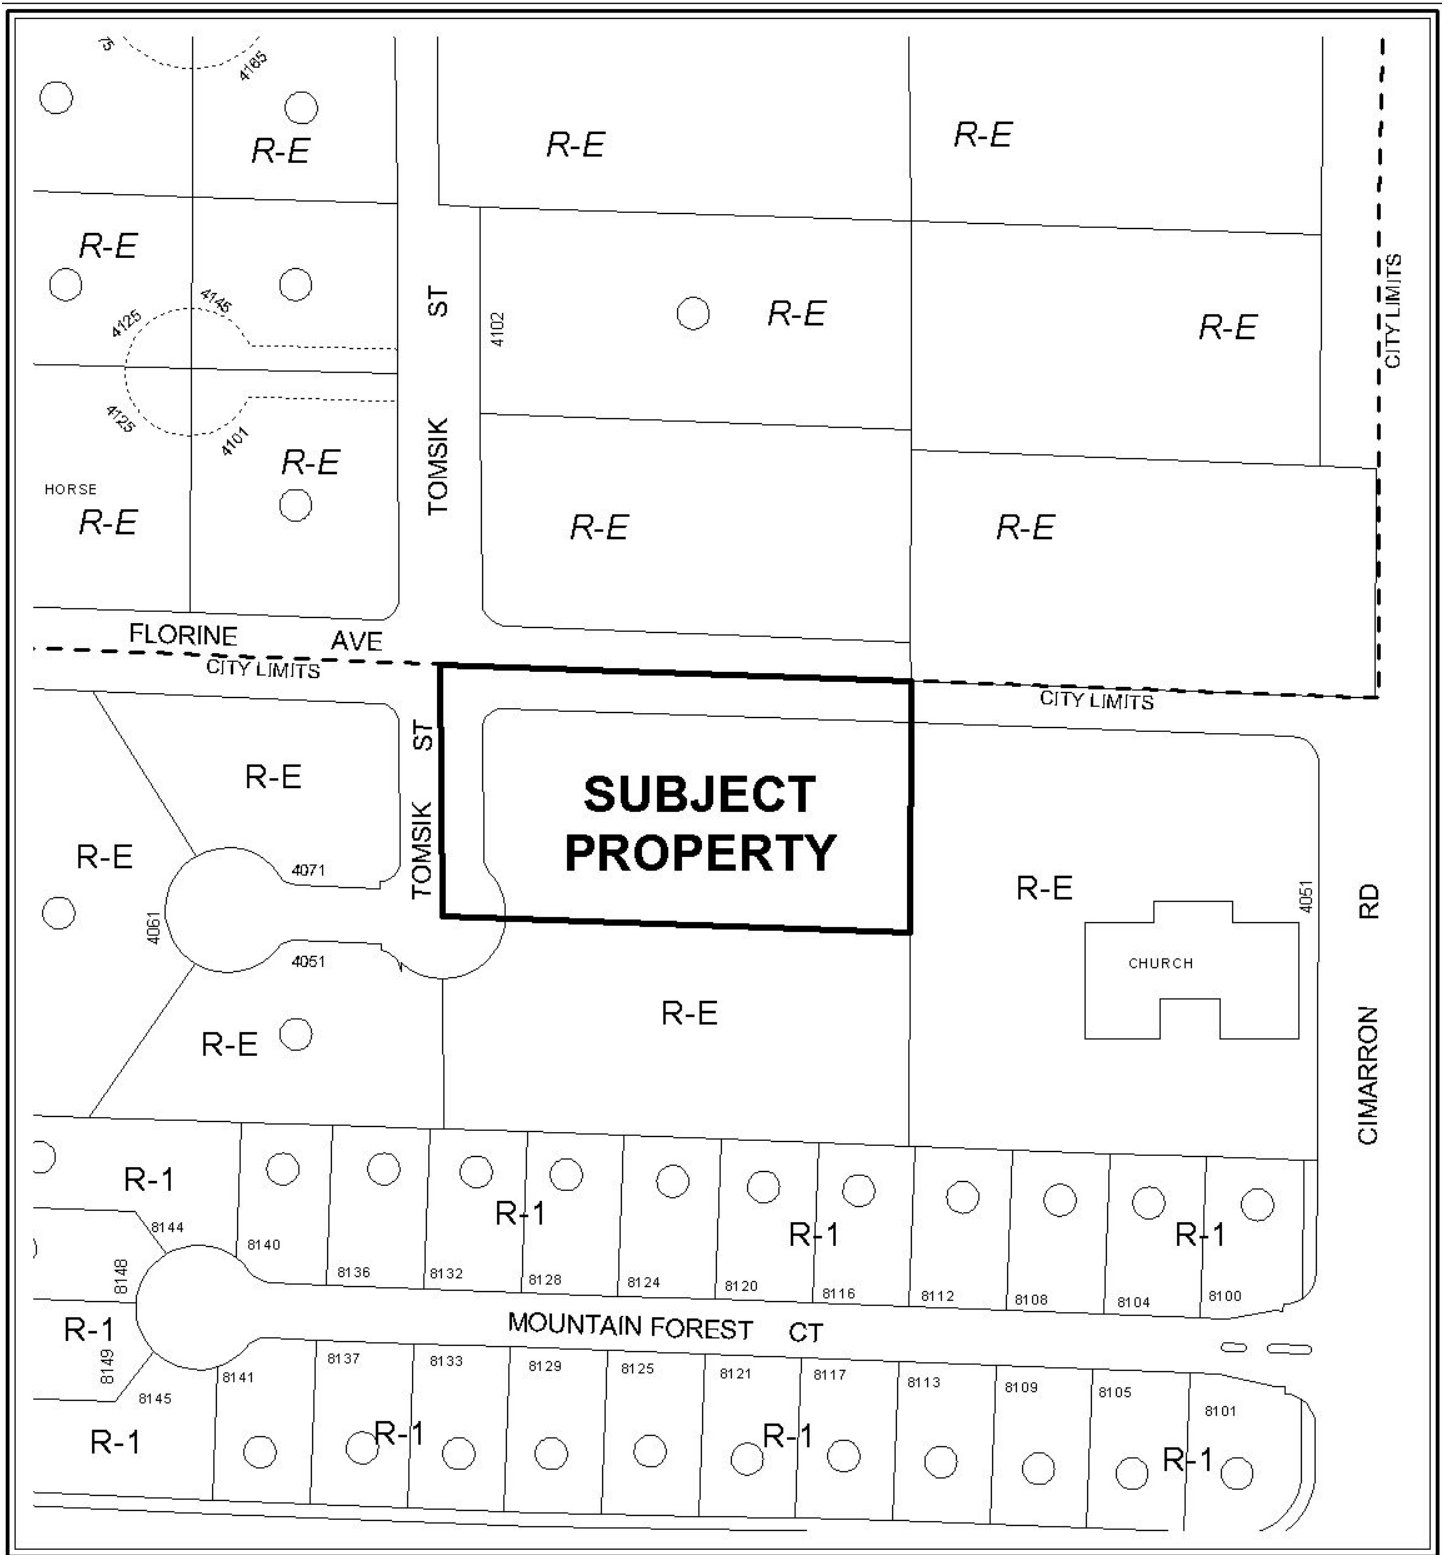 75
4165
R-E
R-E
R-E
R-E
4145
4125
ST
4102
R-E
R-E
CITY LIMITS
4125
4101
TOMSIK
R-E
HORSE
R-E
R-E
R-E
FLORINE AVE
CITY LIMITS
CITY LIMITS
ST
TOMSIK
R-E
SUBJECT
PROPERTY
R-E
4071
4061
4051
R-E
4051
RD
CHURCH
R-E
R-E
CIMARRON
R-1
R-1
R-1
R-1
8144
8140
8136
8132
8128
8124
8120
8116
8112
8108
8104
8100
8148
R-1
MOUNTAIN FOREST CT
8149
8145
8141
8137
8133
8129
8125
8121
8117
8113
8109
8105
8101
R-1
R-1
R-1
R-1